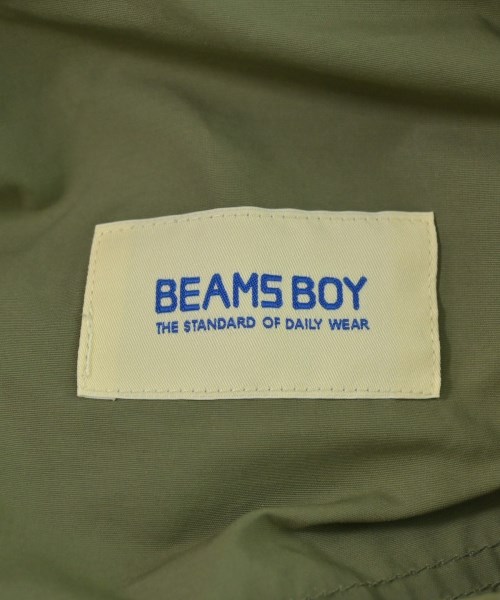 BEAMS BOY
THE STANDARD OF DAILY WEAR